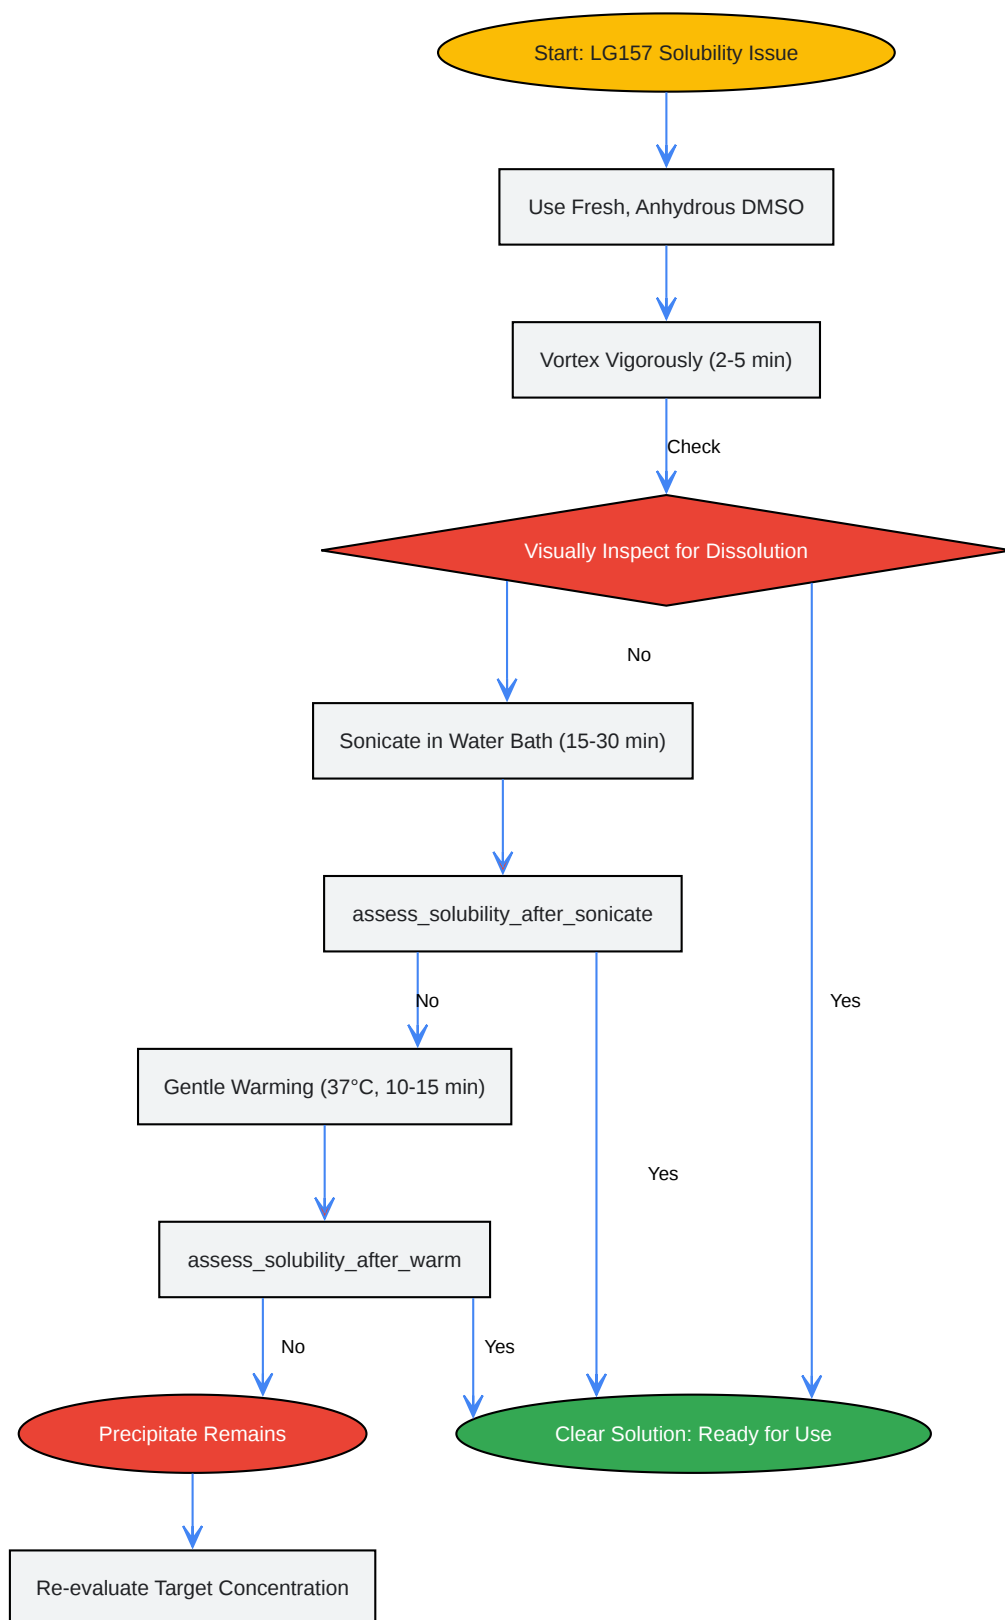 Start: LG157 Solubility Issue
Use Fresh, Anhydrous DMSO
Vortex Vigorously (2-5 min)
Check
Visually Inspect for Dissolution
No
Sonicate in Water Bath (15-30 min)
assess_solubility_after_sonicate
No
Yes
Gentle Warming (37°C, 10-15 min)
Yes
assess_solubility_after_warm
No
Yes
Precipitate Remains
Clear Solution: Ready for Use
Re-evaluate Target Concentration